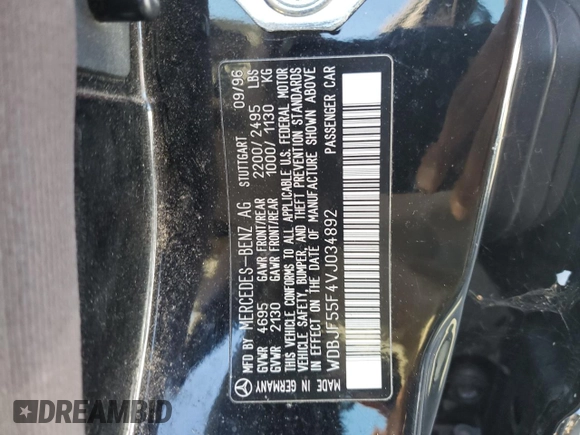 MFD BY MERCEDES-BENZ AG STUTTGART 09/96
GVWR 4695 GAWR FRONT/REAR 2200/2495 LBS
GVWR 2130 GAWR FRONT/REAR 1000/1130 KG
THIS VEHICLE CONFORMS TO ALL APPLICABLE U.S. FEDERAL MOTOR
VEHICLE SAFETY, BUMPER, AND THEFT PREVENTION STANDARDS
IN EFFECT ON THE DATE OF MANUFACTURE SHOWN ABOVE
WDBJF55F4VJ034892 PASSENGER CAR
MADE IN GERMANY
DREAMBID